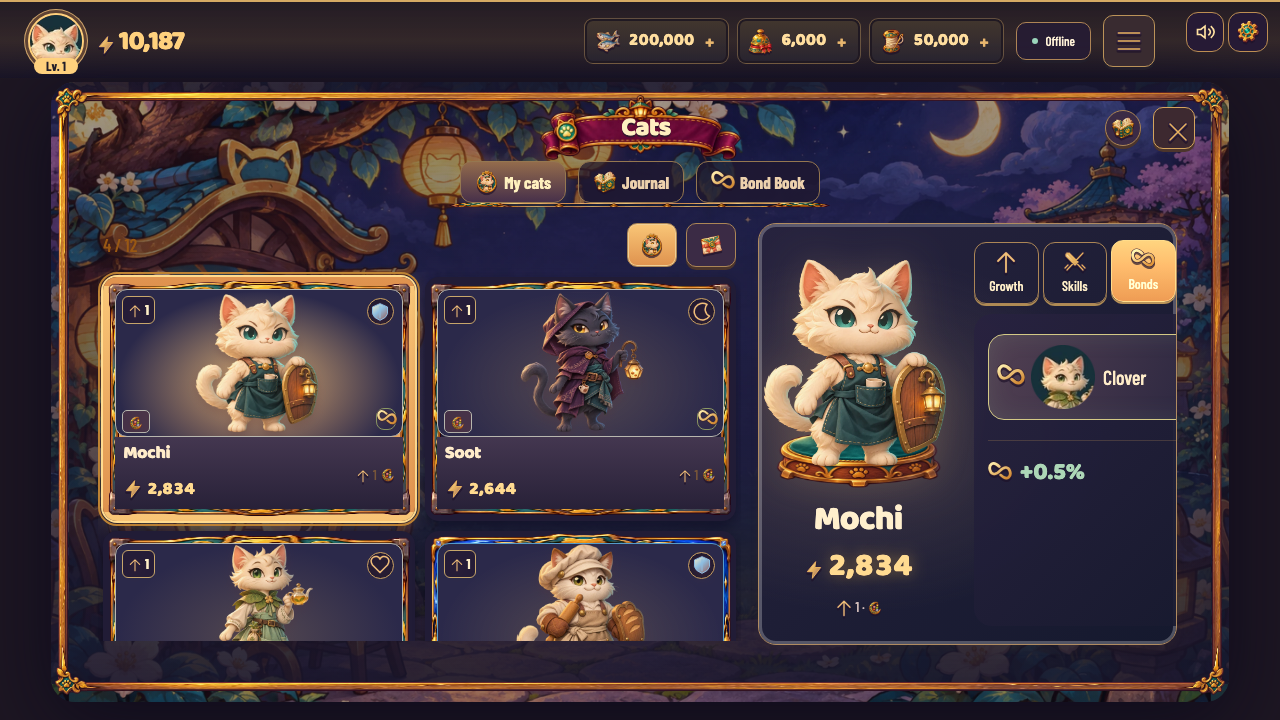 10,187
200,000 +
6,000 +
50,000 +
Offline
Lv. 1
Cats
My cats
Journal
Bond Book
4 / 12
Growth
Skills
Bonds
1
1
Clover
Mochi
Soot
1
1
2,834
2,644
+0.5%
Mochi
2,834
1 ·
1
1